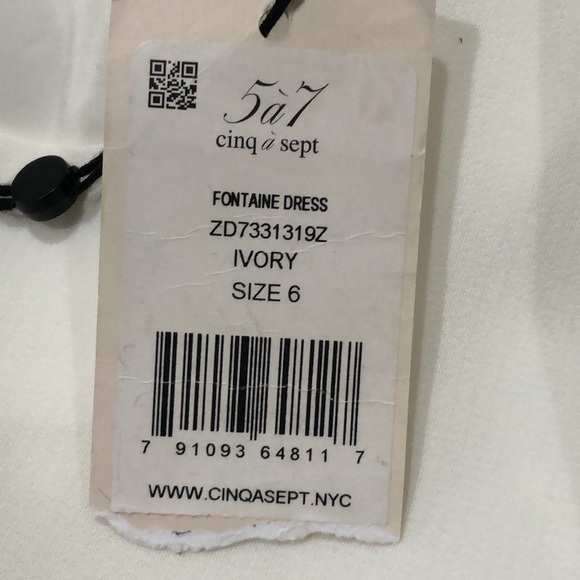 5à7
cinq à sept
FONTAINE DRESS
ZD7331319Z
IVORY
SIZE 6
7 91093 64811 7
WWW.CINQASEPT.NYC